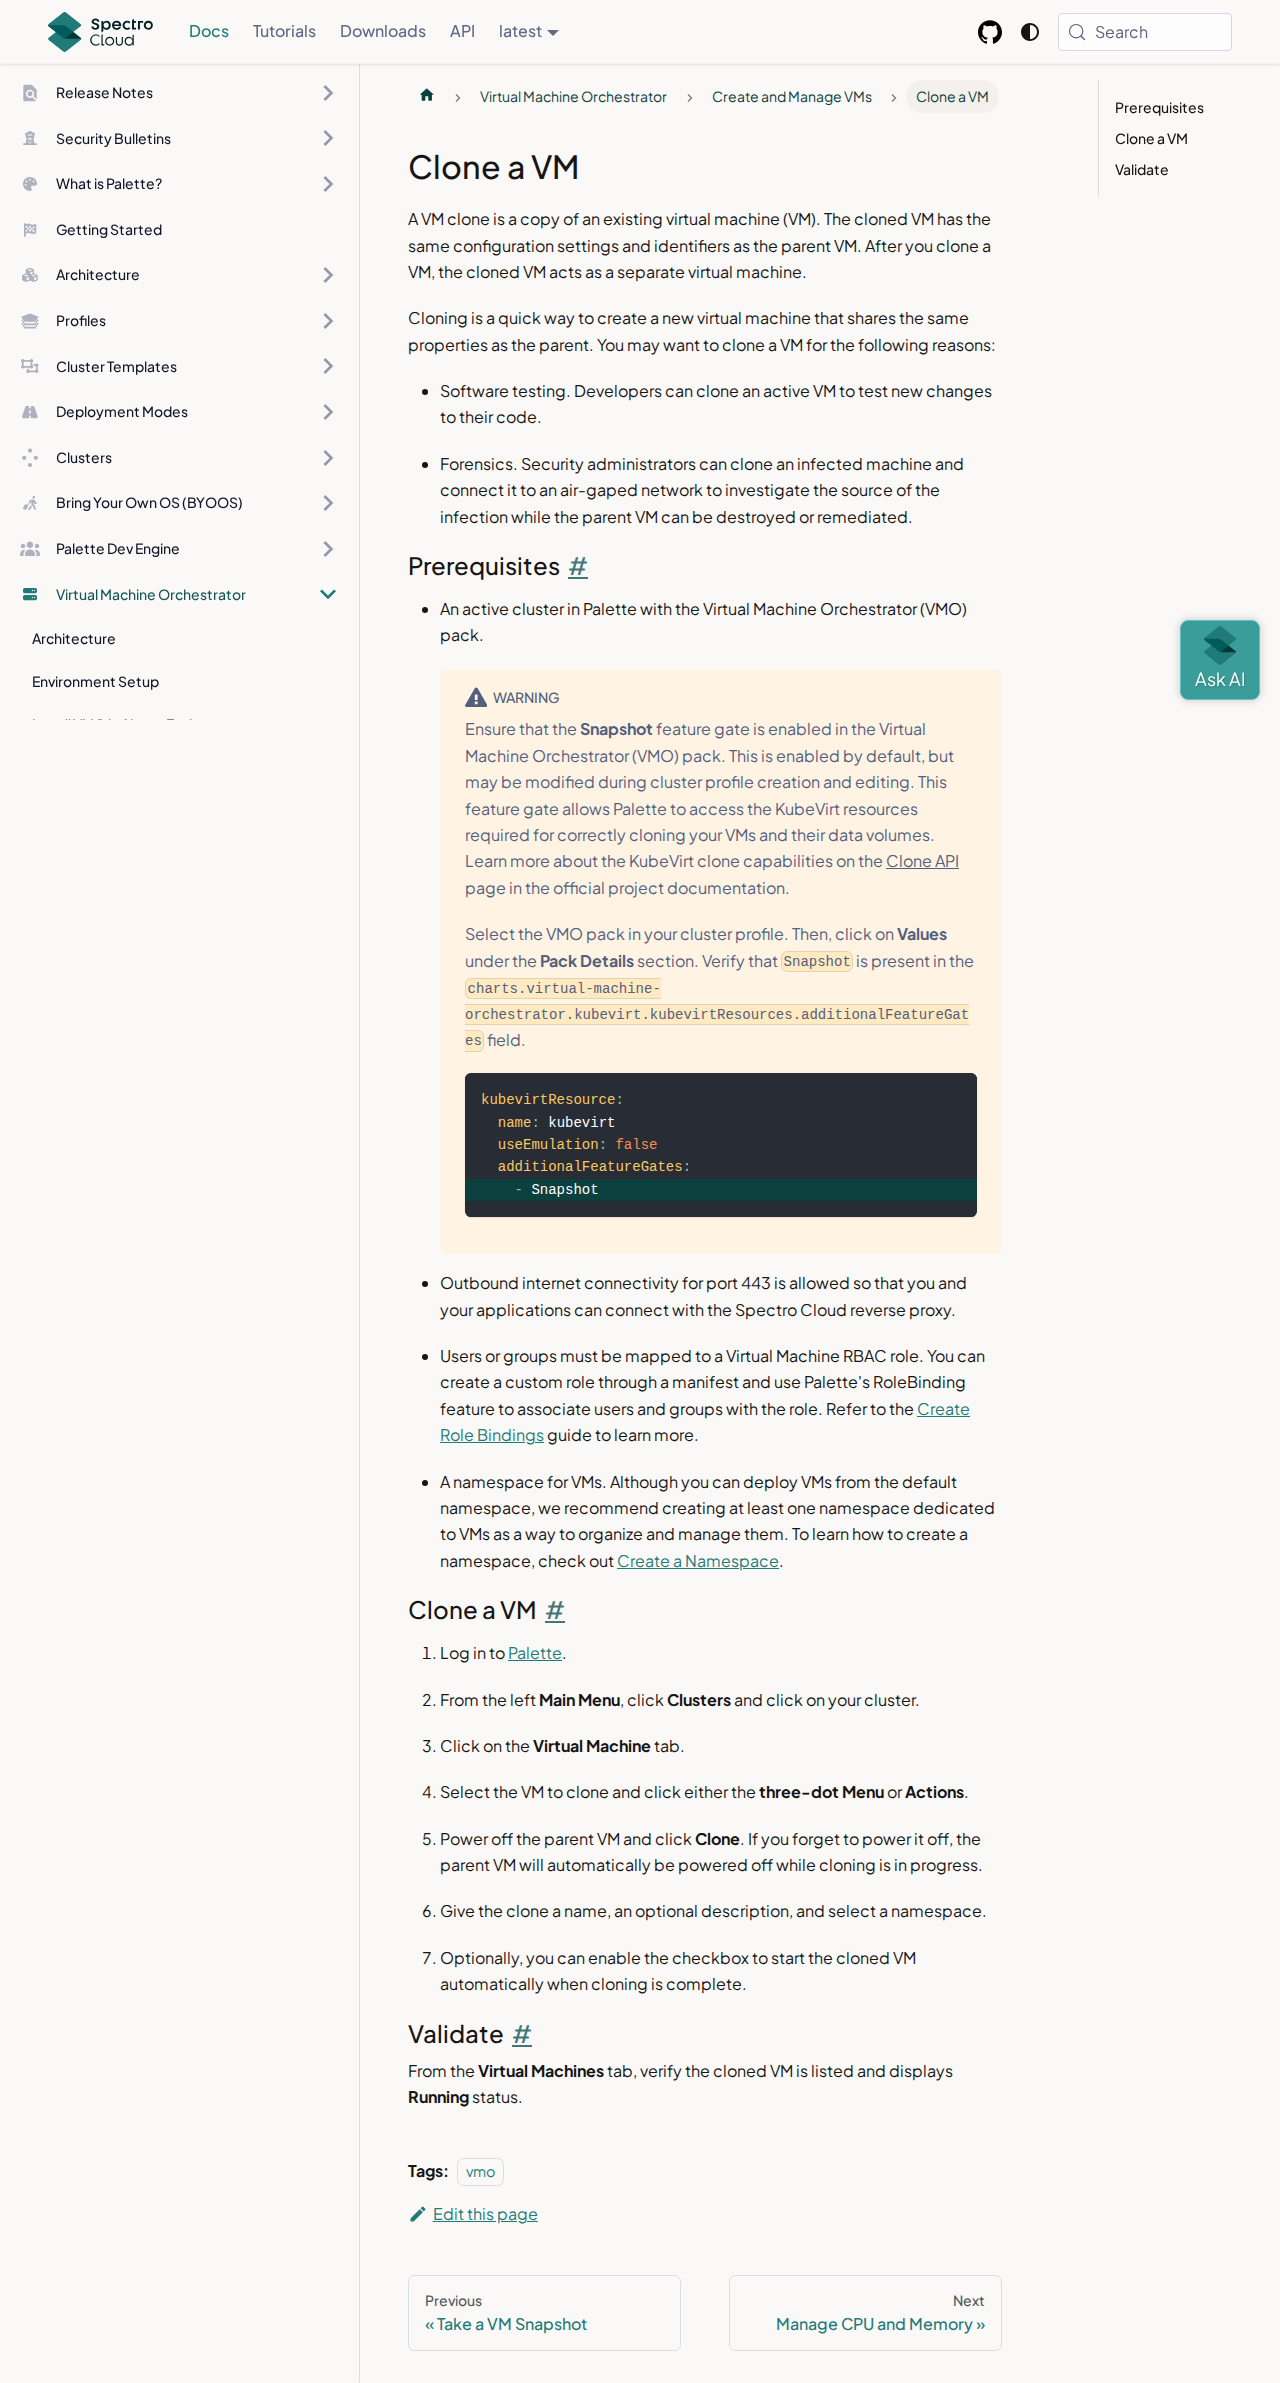 Spectro Cloud
Docs
Tutorials
Downloads
API
latest
Search
Release Notes
Security Bulletins
What is Palette?
Getting Started
Architecture
Profiles
Cluster Templates
Deployment Modes
Clusters
Bring Your Own OS (BYOOS)
Palette Dev Engine
Virtual Machine Orchestrator
Architecture
Environment Setup
Virtual Machine Orchestrator
Create and Manage VMs
Clone a VM
Clone a VM
A VM clone is a copy of an existing virtual machine (VM). The cloned VM has the
same configuration settings and identifiers as the parent VM. After you clone a
VM, the cloned VM acts as a separate virtual machine.
Cloning is a quick way to create a new virtual machine that shares the same
properties as the parent. You may want to clone a VM for the following reasons:
Software testing. Developers can clone an active VM to test new changes
to their code.
Forensics. Security administrators can clone an infected machine and
connect it to an air-gaped network to investigate the source of the
infection while the parent VM can be destroyed or remediated.
Prerequisites #
An active cluster in Palette with the Virtual Machine Orchestrator (VMO)
pack.
WARNING
Ensure that the Snapshot feature gate is enabled in the Virtual
Machine Orchestrator (VMO) pack. This is enabled by default, but
may be modified during cluster profile creation and editing. This
feature gate allows Palette to access the KubeVirt resources
required for correctly cloning your VMs and their data volumes.
Learn more about the KubeVirt clone capabilities on the Clone API
page in the official project documentation.
Select the VMO pack in your cluster profile. Then, click on Values
under the Pack Details section. Verify that Snapshot is present in the
charts.virtual-machine-
orchestrator.kubevirt.kubevirtResources.additionalFeatureGat
es field.
kubevirtResource:
name: kubevirt
useEmulation: false
additionalFeatureGates:
- Snapshot
Outbound internet connectivity for port 443 is allowed so that you and
your applications can connect with the Spectro Cloud reverse proxy.
Users or groups must be mapped to a Virtual Machine RBAC role. You can
create a custom role through a manifest and use Palette's RoleBinding
feature to associate users and groups with the role. Refer to the Create
Role Bindings guide to learn more.
A namespace for VMs. Although you can deploy VMs from the default
namespace, we recommend creating at least one namespace dedicated
to VMs as a way to organize and manage them. To learn how to create a
namespace, check out Create a Namespace.
Clone a VM #
1. Log in to Palette.
2. From the left Main Menu, click Clusters and click on your cluster.
3. Click on the Virtual Machine tab.
4. Select the VM to clone and click either the three-dot Menu or Actions.
5. Power off the parent VM and click Clone. If you forget to power it off, the
parent VM will automatically be powered off while cloning is in progress.
6. Give the clone a name, an optional description, and select a namespace.
7. Optionally, you can enable the checkbox to start the cloned VM
automatically when cloning is complete.
Validate #
From the Virtual Machines tab, verify the cloned VM is listed and displays
Running status.
Tags: vmo
Edit this page
Previous
« Take a VM Snapshot
Next
Manage CPU and Memory »
Prerequisites
Clone a VM
Validate
Ask AI